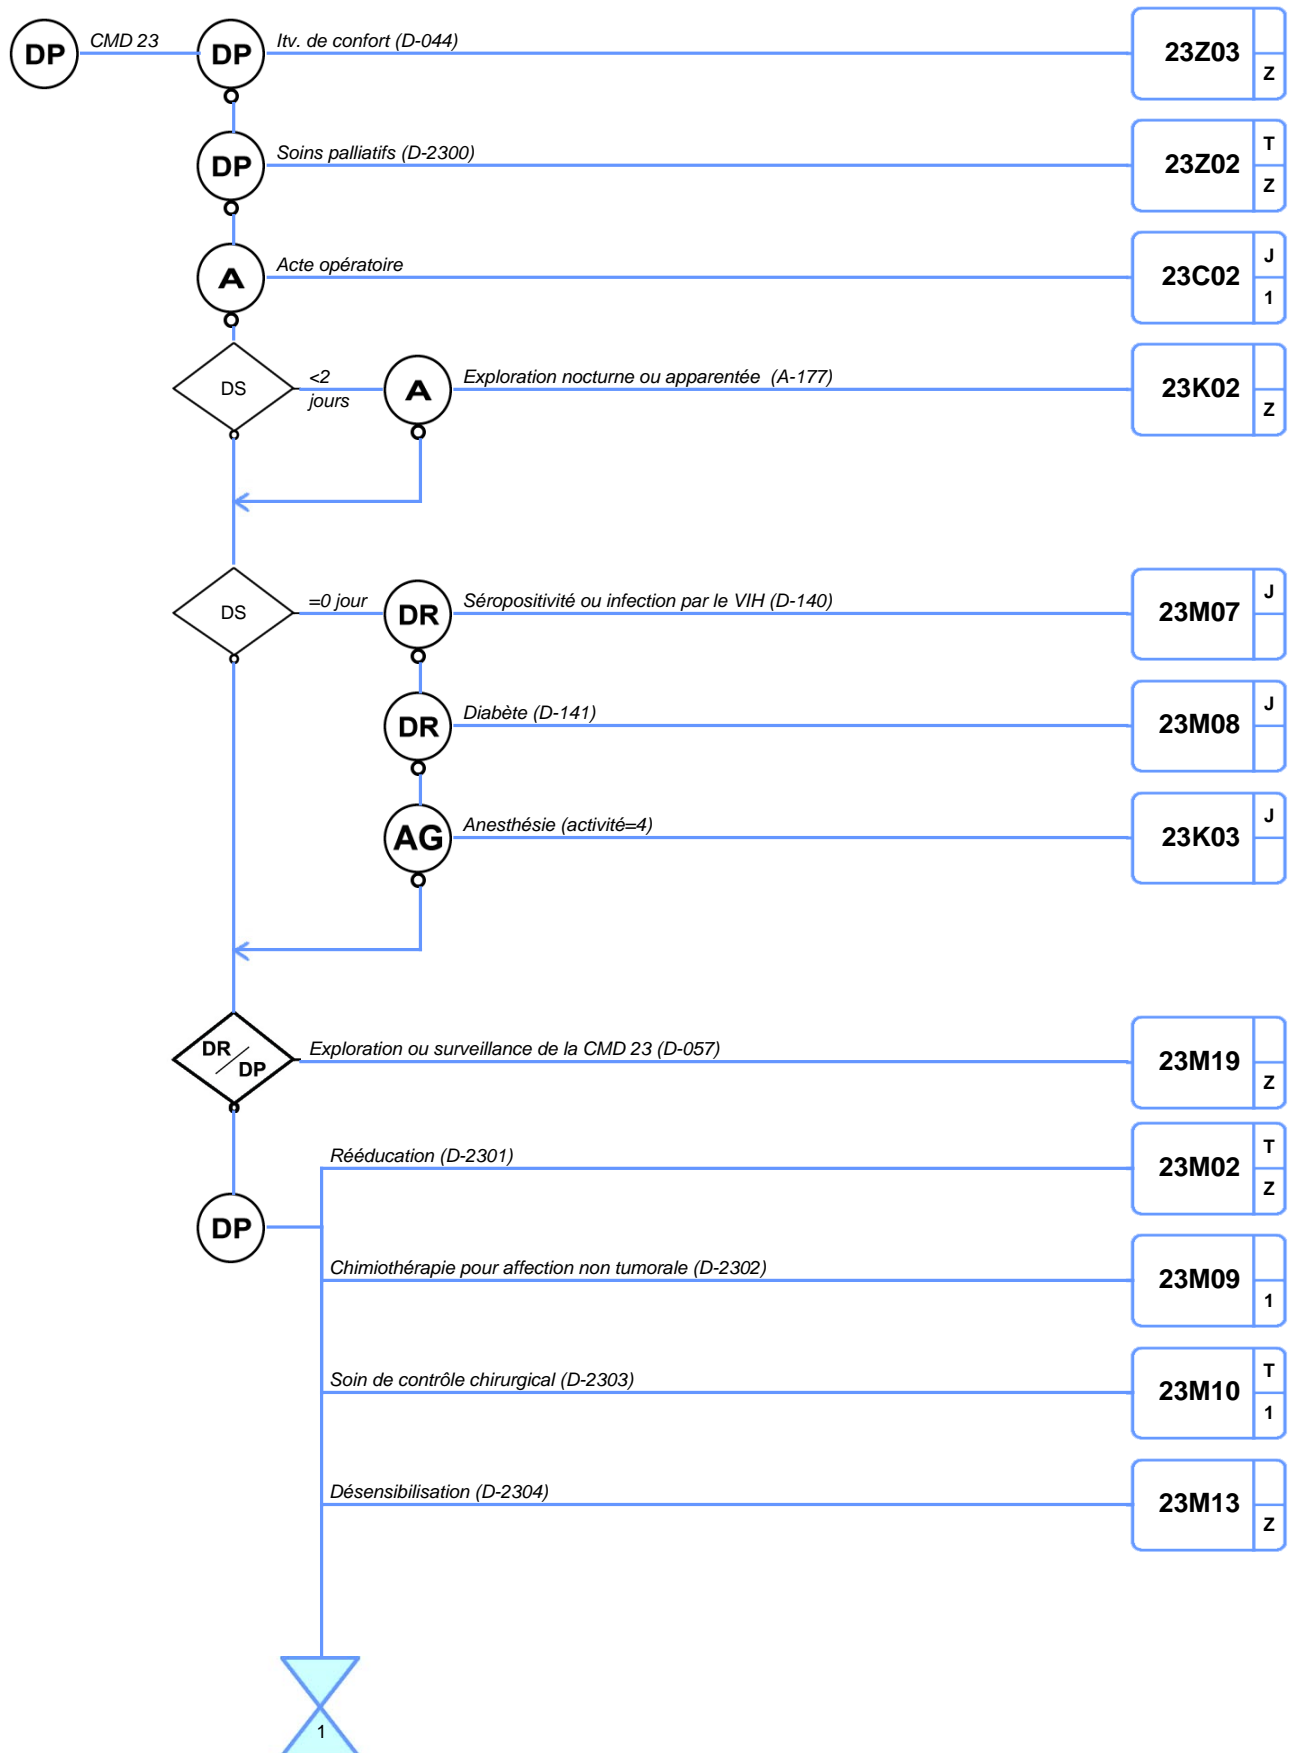 DP CMD 23 DP Itv. de confort (D-044) 23Z03 Z
DP Soins palliatifs (D-2300) 23Z02 T Z
A Acte opératoire 23C02 J 1
DS <2 jours A Exploration nocturne ou apparentée (A-177) 23K02 Z
DS =0 jour DR Séropositivité ou infection par le VIH (D-140) 23M07 J
DR Diabète (D-141) 23M08 J
AG Anesthésie (activité=4) 23K03 J
DR / DP Exploration ou surveillance de la CMD 23 (D-057) 23M19 Z
Rééducation (D-2301) 23M02 T Z
DP
Chimiothérapie pour affection non tumorale (D-2302) 23M09 1
Soin de contrôle chirurgical (D-2303) 23M10 T 1
Désensibilisation (D-2304) 23M13 Z
1